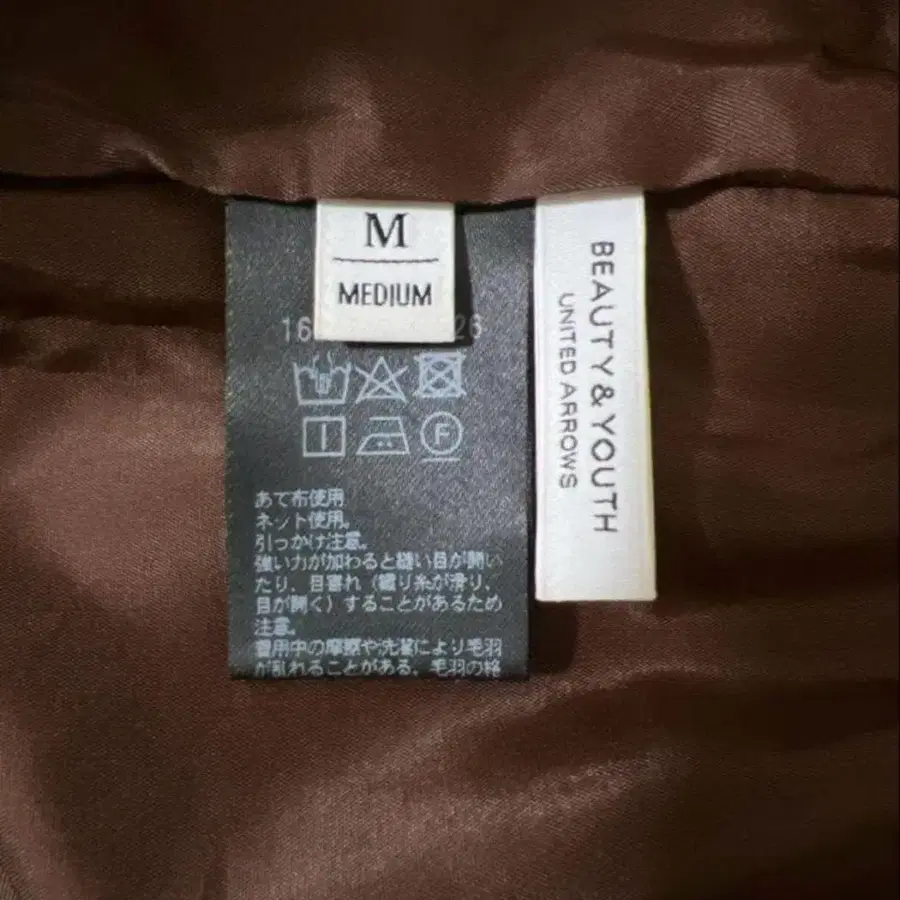 M
MEDIUM
16
26
F
あて布使用
ネット使用。
引っかけ注意。
強い力が加わると縫い目が開い
たり、目寄れ（織り糸が滑り、
目が開く）することがあるため
注意。
着用中の摩擦や洗濯により毛羽
が乱れることがある。毛羽の格
BEAUTY&YOUTH
UNITED ARROWS